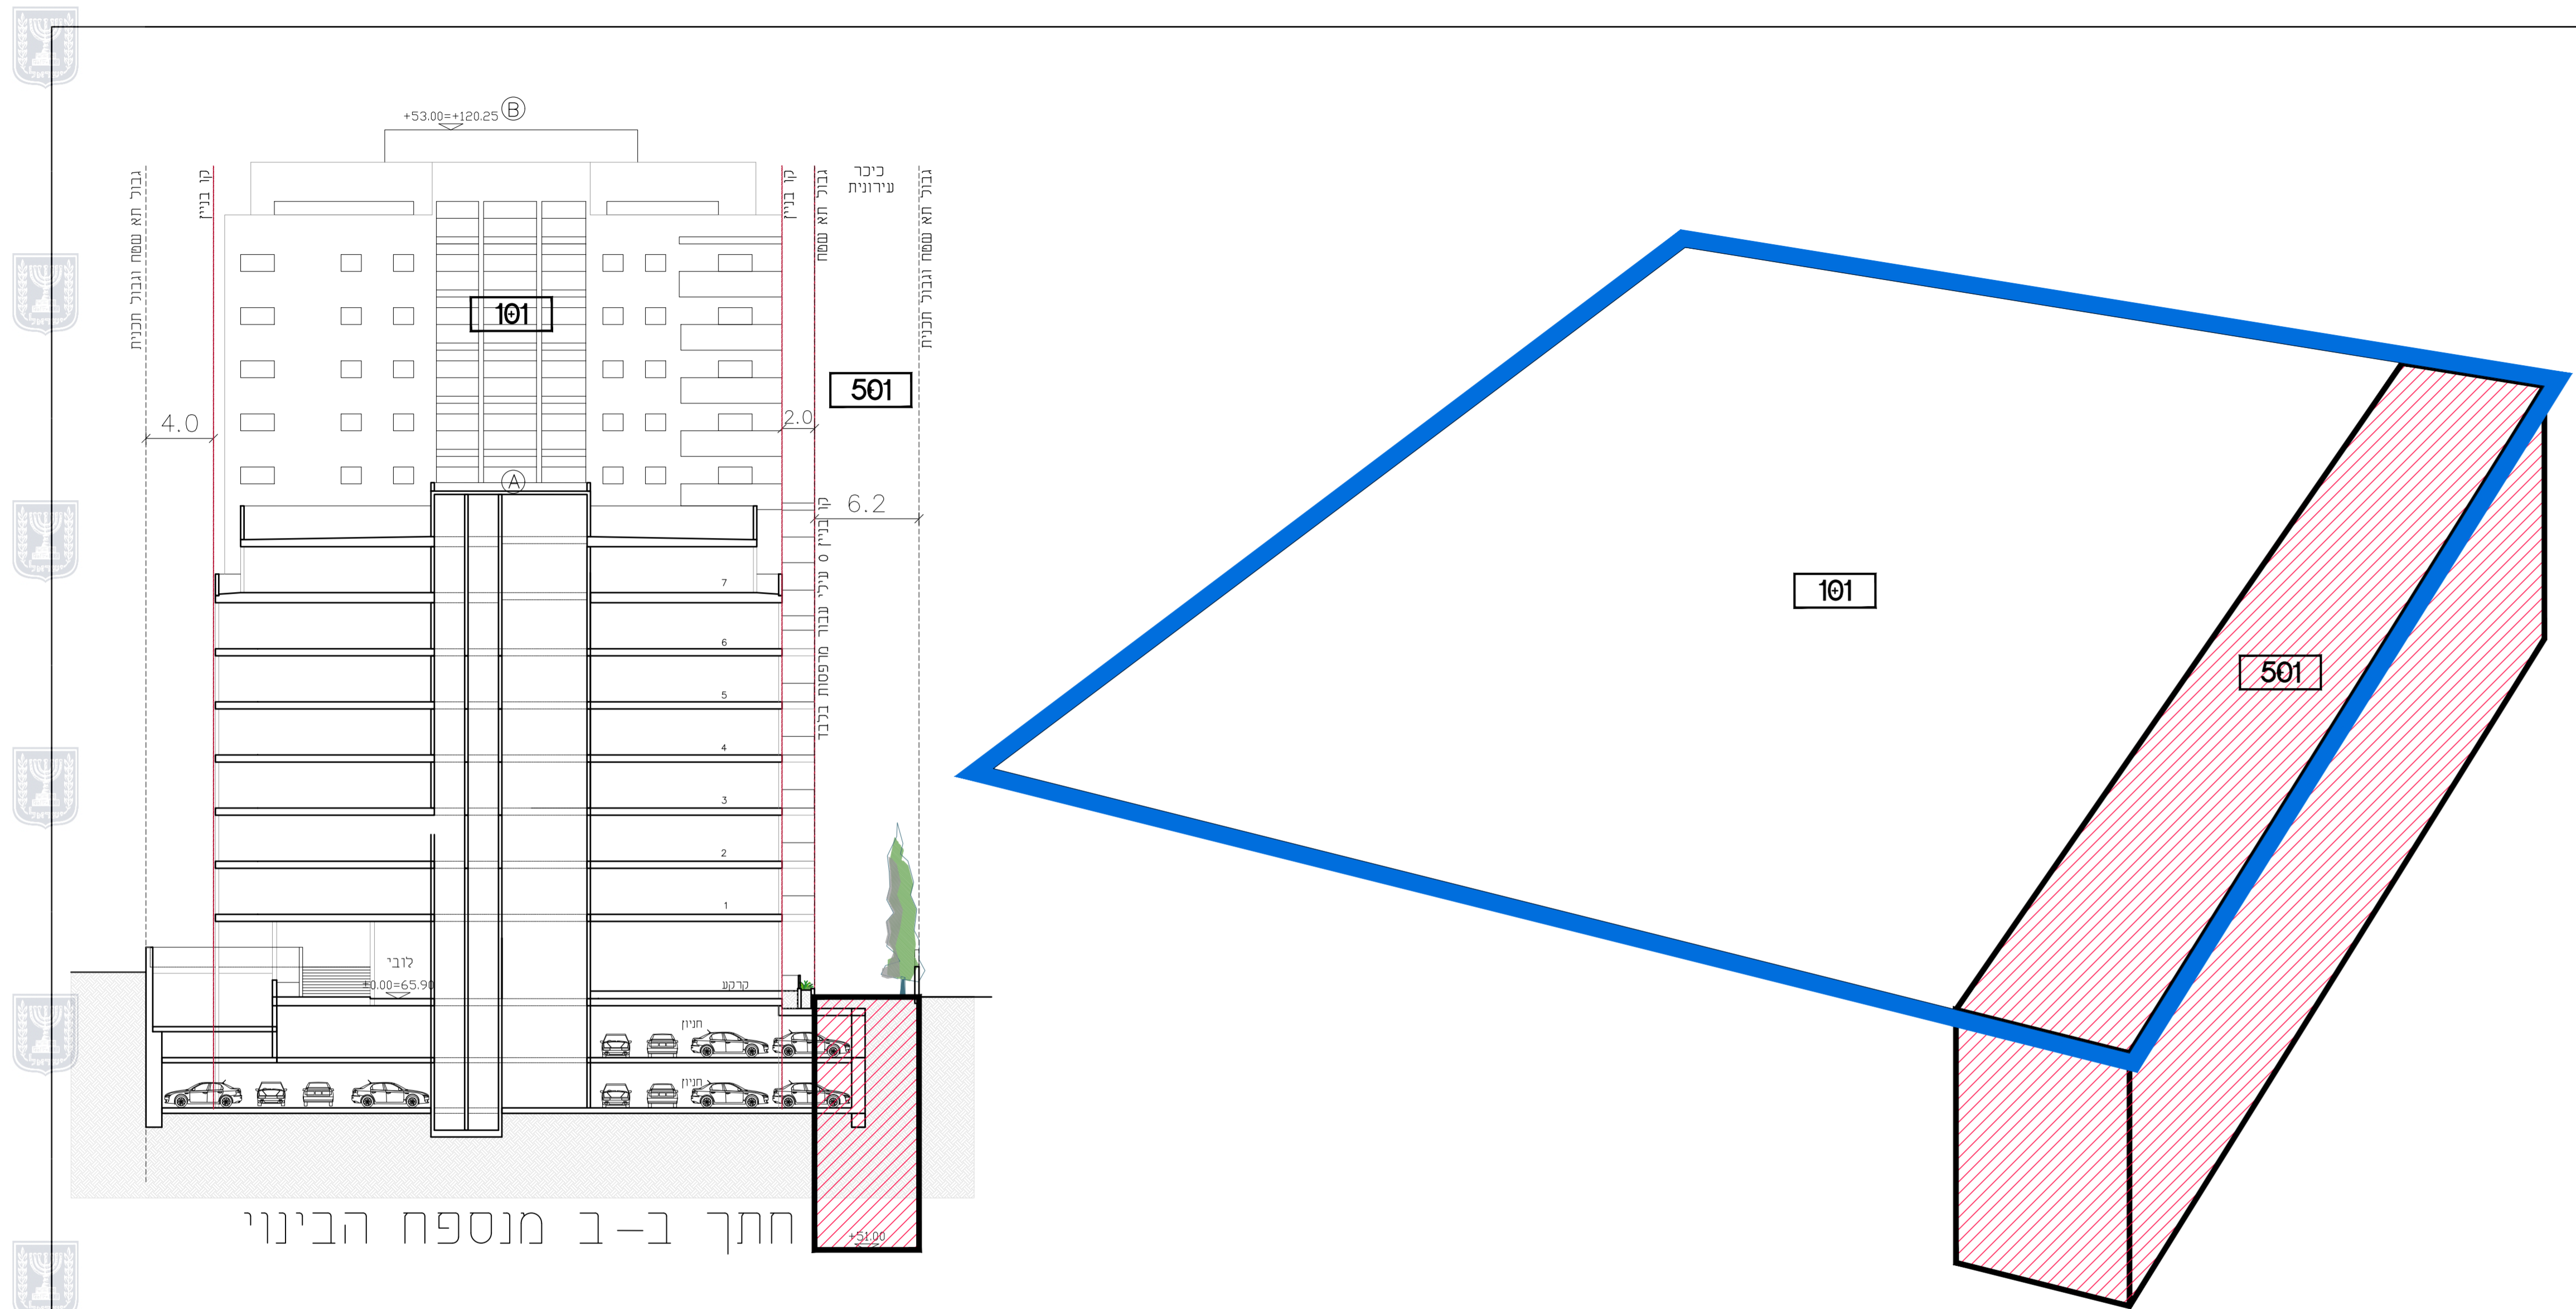 +53.00=+120.25 B
גבול תא שטח וגבול תכנית
קו בניין
קו בניין
גבול תא שטח
כיכר
עירונית
גבול תא שטח וגבול תכנית
101
501
4.0
2.0
A
6.2
קו בניין 0 עילי עבור מרפסות בלבד
7
6
5
4
3
2
1
לובי
±0.00=65.90
קרקע
חניון
חניון
+51.00
חתך ב-ב מנספח הבינוי
101
501